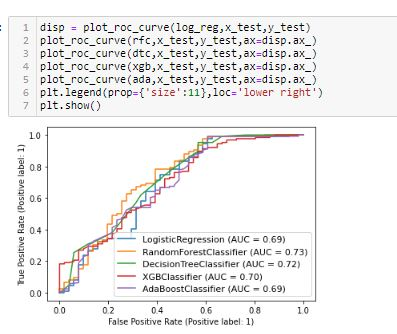 1 disp = plot_roc_curve(log_reg,x_test,y_test)
2 plot_roc_curve(rfc,x_test,y_test,ax=disp.ax_)
3 plot_roc_curve(dtc,x_test,y_test,ax=disp.ax_)
4 plot_roc_curve(xgb,x_test,y_test,ax=disp.ax_)
5 plot_roc_curve(ada,x_test,y_test,ax=disp.ax_)
6 plt.legend(prop={'size':11},loc='lower right')
7 plt.show()
True Positive Rate (Positive label: 1)
1.0
0.8
0.6
0.4
0.2
0.0
LogisticRegression (AUC = 0.69)
RandomForestClassifier (AUC = 0.73)
DecisionTreeClassifier (AUC = 0.72)
XGBClassifier (AUC = 0.70)
AdaBoostClassifier (AUC = 0.69)
0.0 0.2 0.4 0.6 0.8 1.0
False Positive Rate (Positive label: 1)